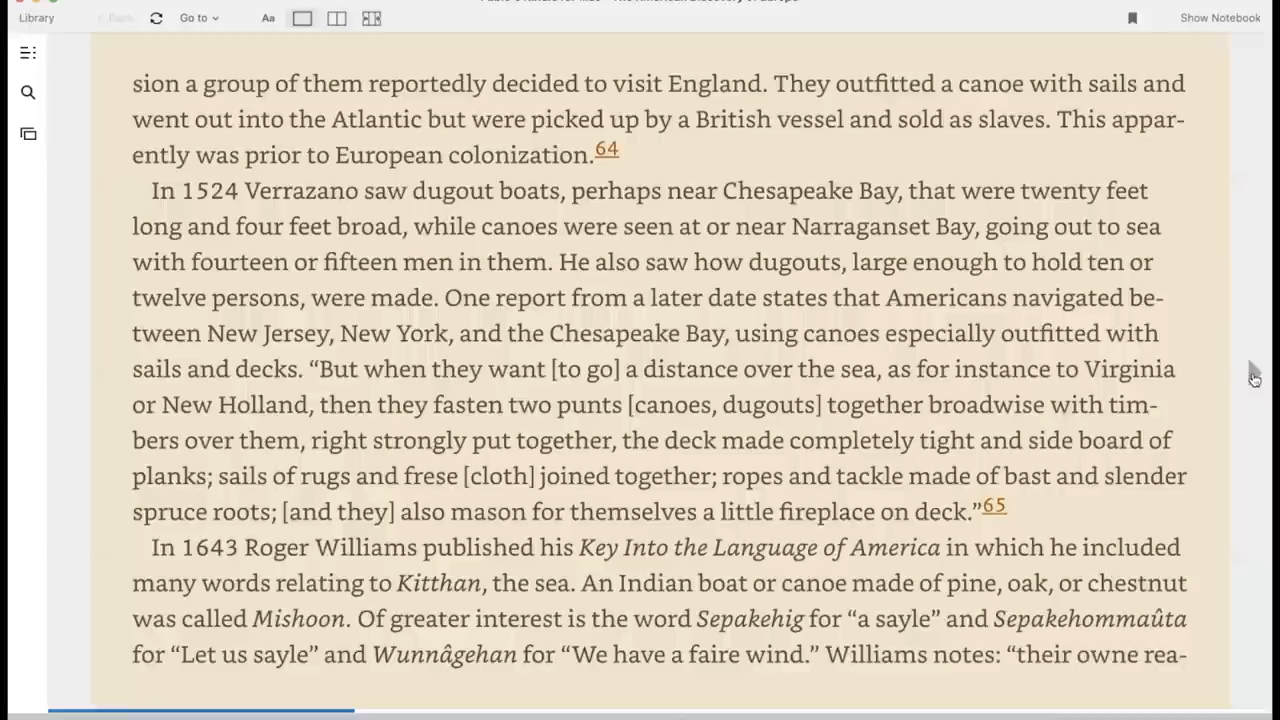 Library
Back
Go to
Aa
Show Notebook
sion a group of them reportedly decided to visit England. They outfitted a canoe with sails and
went out into the Atlantic but were picked up by a British vessel and sold as slaves. This appar-
ently was prior to European colonization.64
In 1524 Verrazano saw dugout boats, perhaps near Chesapeake Bay, that were twenty feet
long and four feet broad, while canoes were seen at or near Narraganset Bay, going out to sea
with fourteen or fifteen men in them. He also saw how dugouts, large enough to hold ten or
twelve persons, were made. One report from a later date states that Americans navigated be-
tween New Jersey, New York, and the Chesapeake Bay, using canoes especially outfitted with
sails and decks. “But when they want [to go] a distance over the sea, as for instance to Virginia
or New Holland, then they fasten two punts [canoes, dugouts] together broadwise with tim-
bers over them, right strongly put together, the deck made completely tight and side board of
planks; sails of rugs and frese [cloth] joined together; ropes and tackle made of bast and slender
spruce roots; [and they] also mason for themselves a little fireplace on deck.”65
In 1643 Roger Williams published his Key Into the Language of America in which he included
many words relating to Kitthan, the sea. An Indian boat or canoe made of pine, oak, or chestnut
was called Mishoon. Of greater interest is the word Sepakehig for “a sayle” and Sepakehommaûta
for “Let us sayle” and Wunnâgehan for “We have a faire wind.” Williams notes: “their owne rea-